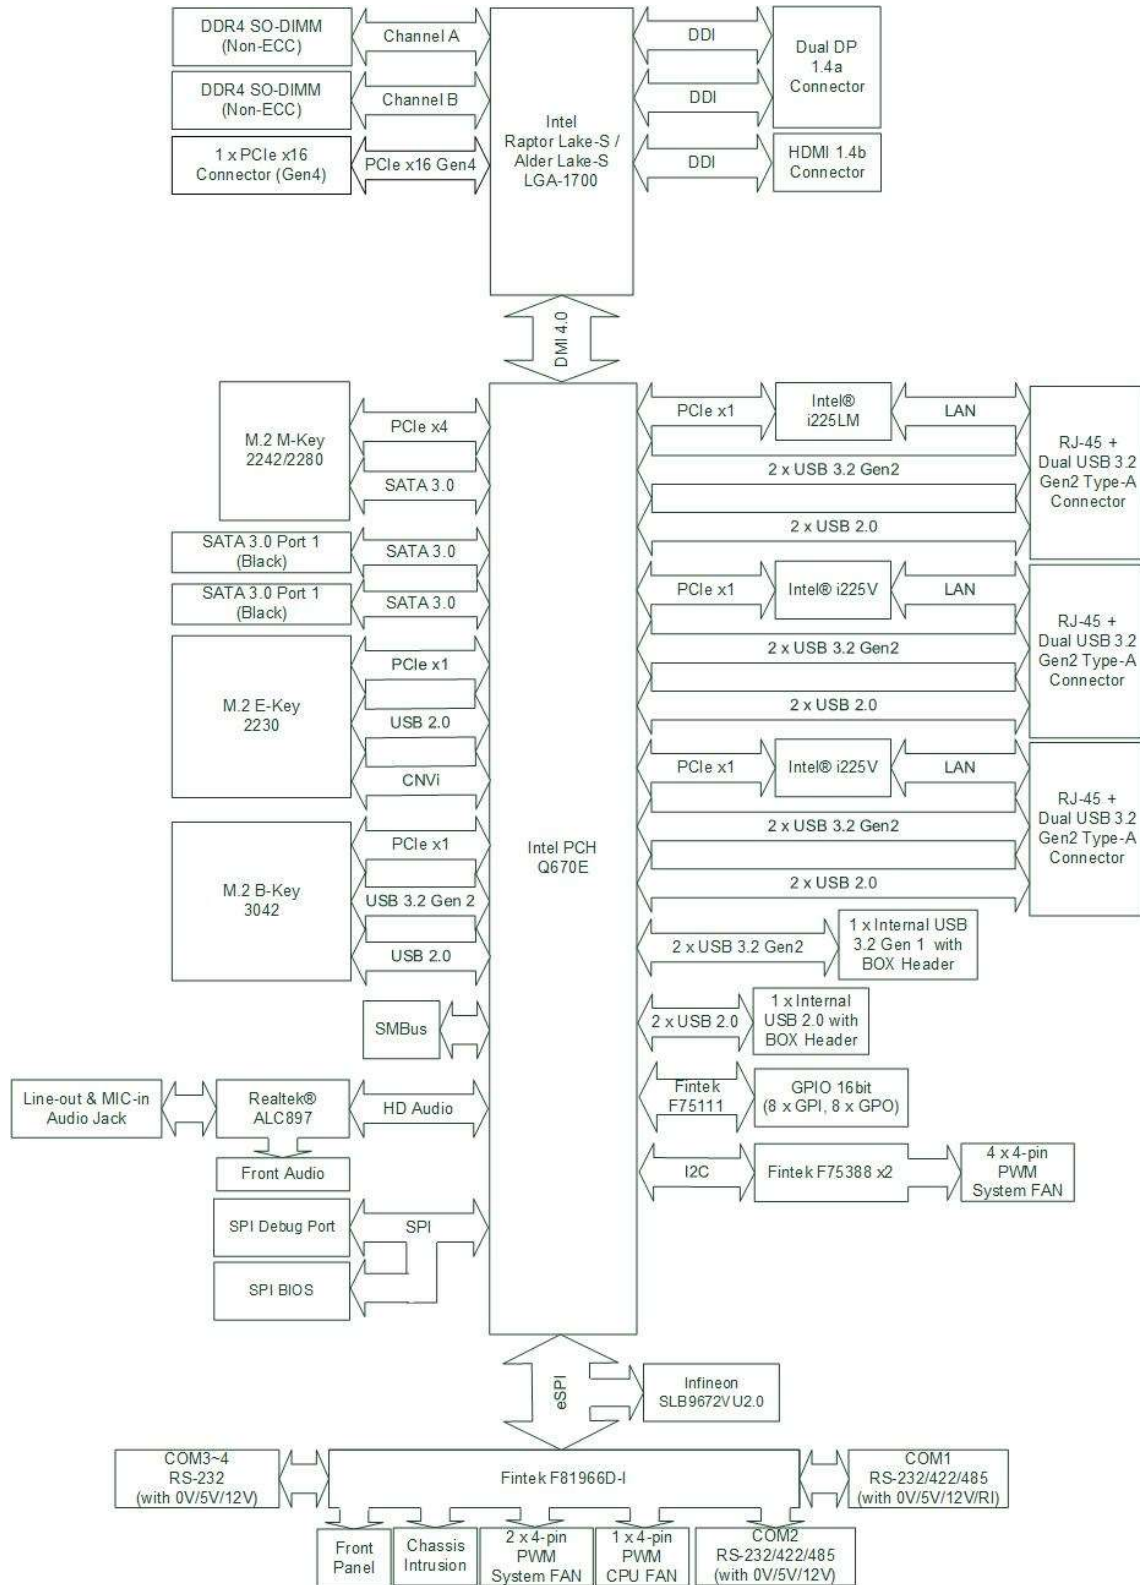 DDR4 SO-DIMM
(Non-ECC)
Channel A
DDI
Dual DP
1.4a
Connector
DDR4 SO-DIMM
(Non-ECC)
Channel B
DDI
Intel
Raptor Lake-S /
Alder Lake-S
LGA-1700
1 x PCIe x16
Connector (Gen4)
PCIe x16 Gen4
DDI
HDMI 1.4b
Connector
DMI 4.0
M.2 M-Key
2242/2280
PCIe x4
SATA 3.0
SATA 3.0 Port 1
(Black)
SATA 3.0
SATA 3.0 Port 1
(Black)
SATA 3.0
M.2 E-Key
2230
PCIe x1
USB 2.0
CNVi
M.2 B-Key
3042
PCIe x1
USB 3.2 Gen 2
USB 2.0
SMBus
Line-out & MIC-in
Audio Jack
Realtek®
ALC897
HD Audio
Front Audio
SPI Debug Port
SPI
SPI BIOS
Intel PCH
Q670E
PCIe x1
Intel®
i225LM
LAN
2 x USB 3.2 Gen2
2 x USB 2.0
RJ-45 +
Dual USB 3.2
Gen2 Type-A
Connector
PCIe x1
Intel® i225V
LAN
2 x USB 3.2 Gen2
2 x USB 2.0
RJ-45 +
Dual USB 3.2
Gen2 Type-A
Connector
PCIe x1
Intel® i225V
LAN
2 x USB 3.2 Gen2
2 x USB 2.0
RJ-45 +
Dual USB 3.2
Gen2 Type-A
Connector
2 x USB 3.2 Gen2
1 x Internal USB
3.2 Gen 1 with
BOX Header
2 x USB 2.0
1 x Internal
USB 2.0 with
BOX Header
Fintek
F75111
GPIO 16bit
(8 x GPI, 8 x GPO)
I2C
Fintek F75388 x2
4 x 4-pin
PWM
System FAN
eSPI
Infineon
SLB9672VU2.0
COM3~4
RS-232
(with 0V/5V/12V)
Fintek F81966D-I
COM1
RS-232/422/485
(with 0V/5V/12V/RI)
Front
Panel
Chassis
Intrusion
2 x 4-pin
PWM
System FAN
1 x 4-pin
PWM
CPU FAN
COM2
RS-232/422/485
(with 0V/5V/12V)